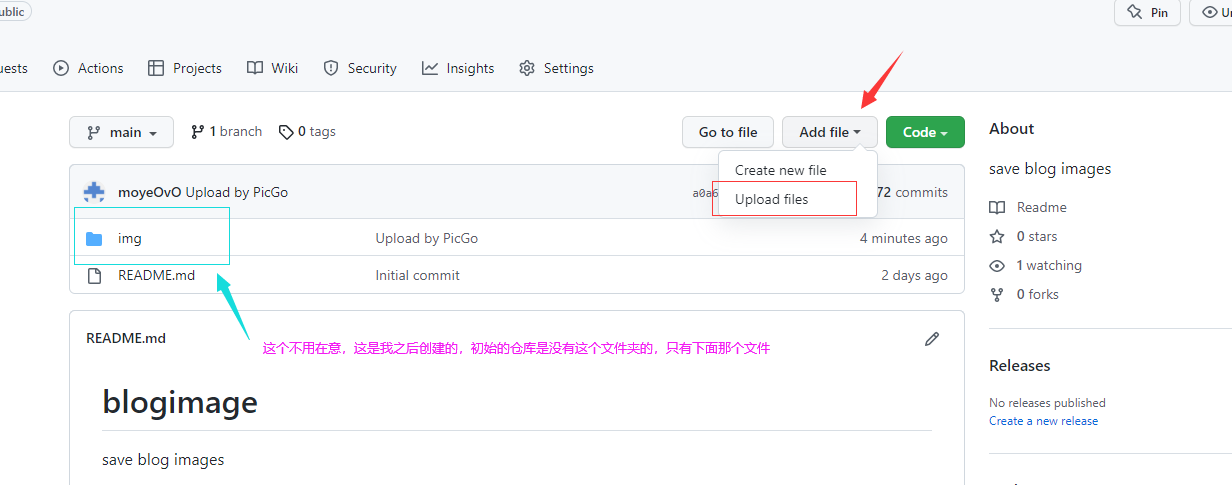 Public
Pin
Actions
Projects
Wiki
Security
Insights
Settings
main
1 branch
0 tags
Go to file
Add file
Code
Create new file
Upload files
moyeOvO Upload by PicGo
a0a6
72 commits
img
Upload by PicGo
4 minutes ago
README.md
Initial commit
2 days ago
README.md
这个不用在意，这是我之后创建的，初始的仓库是没有这个文件夹的，只有下面那个文件
blogimage
save blog images
About
save blog images
Readme
0 stars
1 watching
0 forks
Releases
No releases published
Create a new release